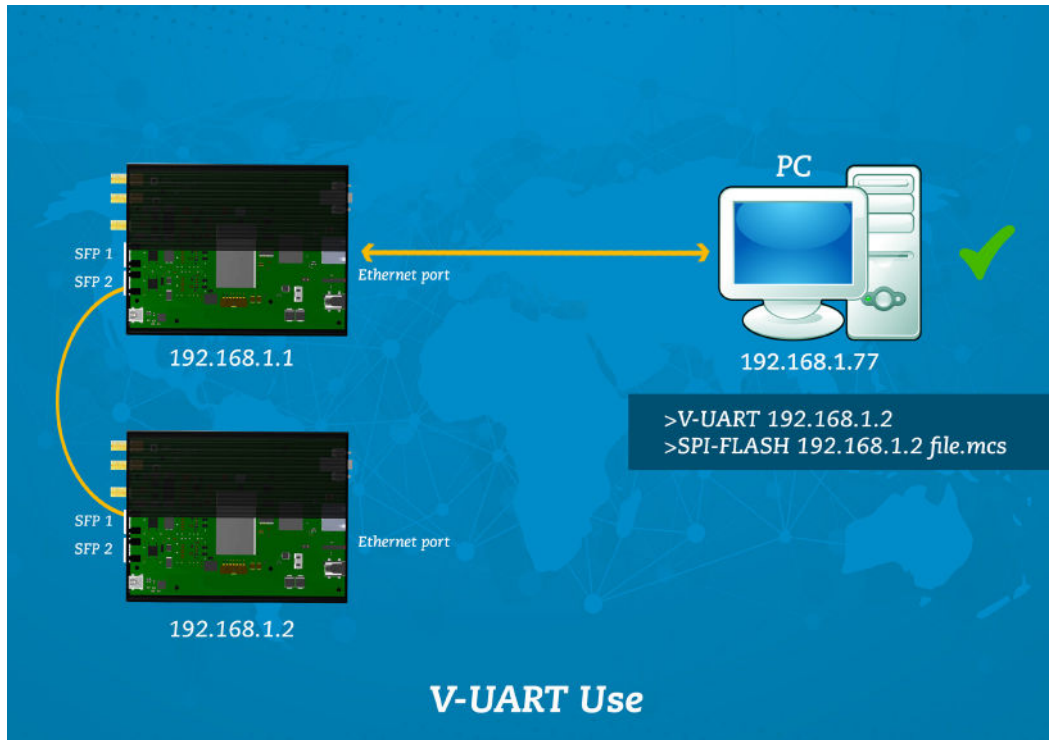 PC
SFP 1
SFP 2
Ethernet port
192.168.1.1
192.168.1.77
>V-UART 192.168.1.2
>SPI-FLASH 192.168.1.2 file.mcs
SFP 1
SFP 2
Ethernet port
192.168.1.2
V-UART Use